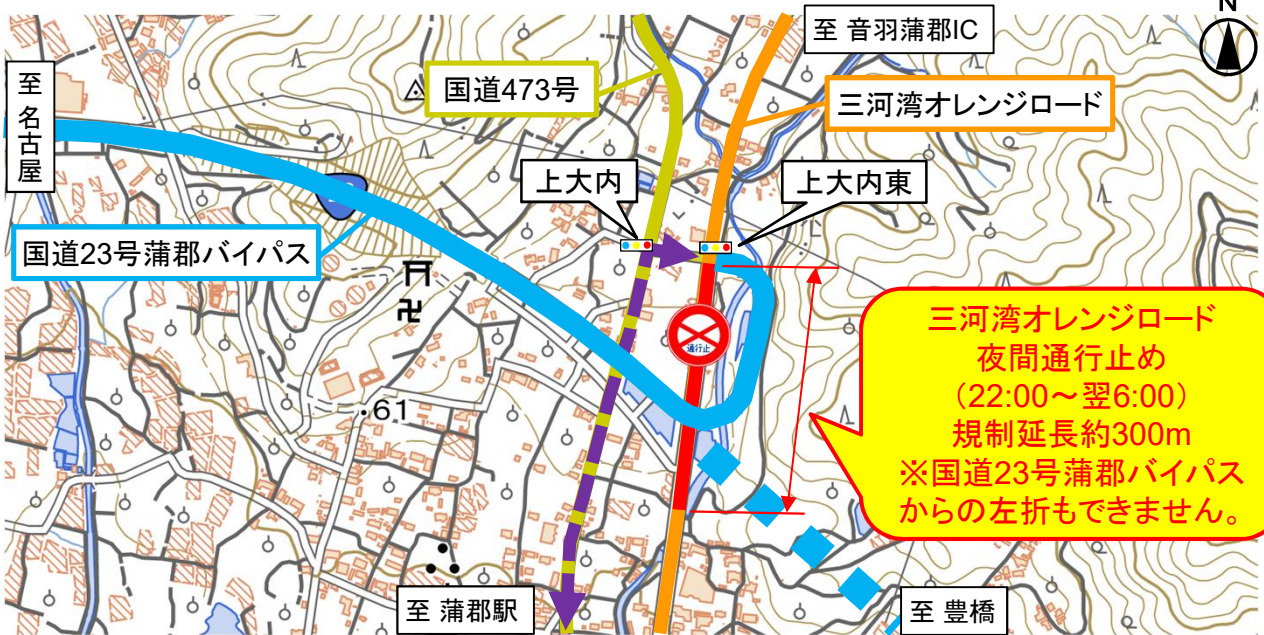 N
至 音羽蒲郡IC
国道473号
三河湾オレンジロード
至 名古屋
上大内
上大内東
国道23号蒲郡バイパス
通行止
三河湾オレンジロード
夜間通行止め
(22:00～翌6:00)
規制延長約300m
※国道23号蒲郡バイパス
からの左折もできません。
61
至 蒲郡駅
至 豊橋